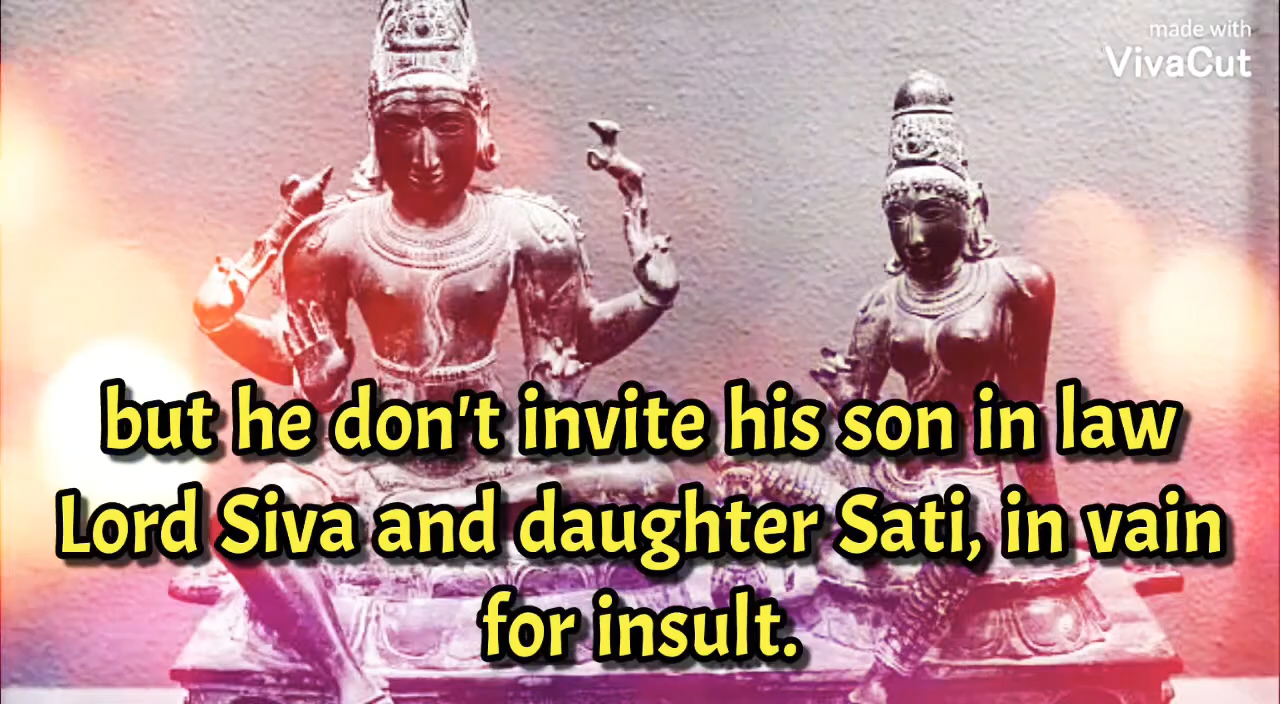 made with
VivaCut
but he don't invite his son in law
Lord Siva and daughter Sati, in vain
for insult.